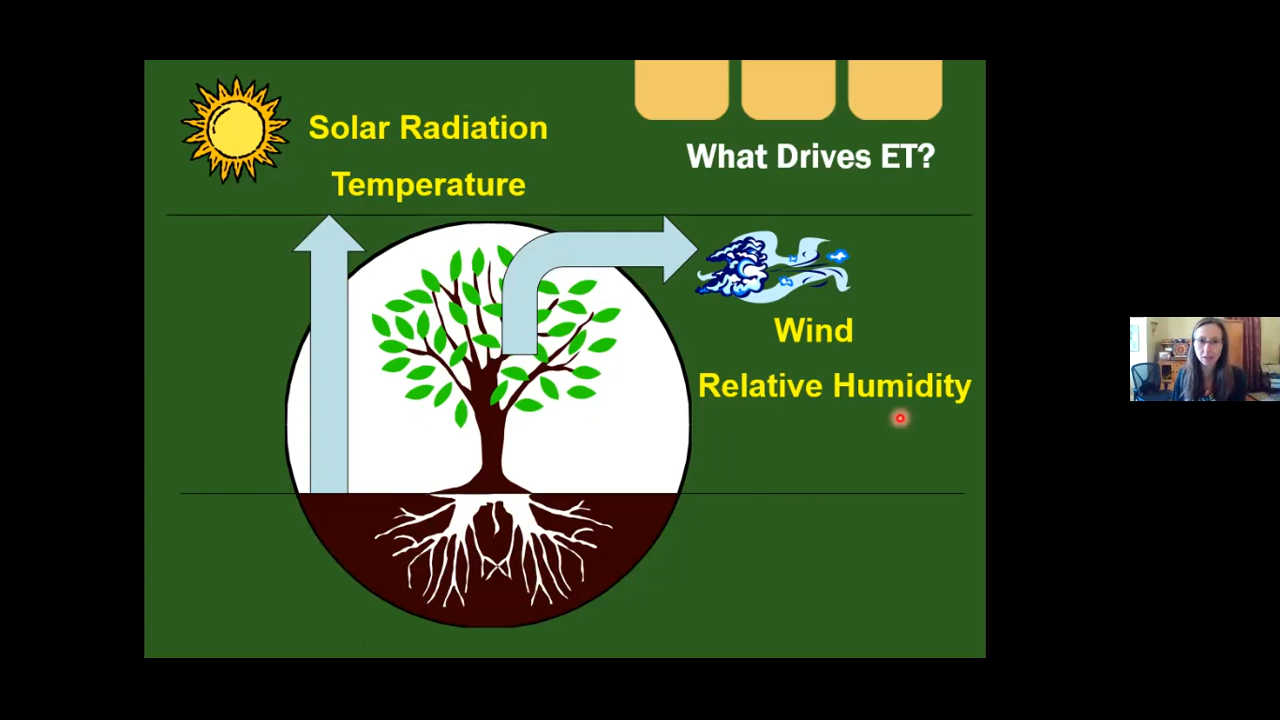 Solar Radiation
Temperature
What Drives ET?
Wind
Relative Humidity